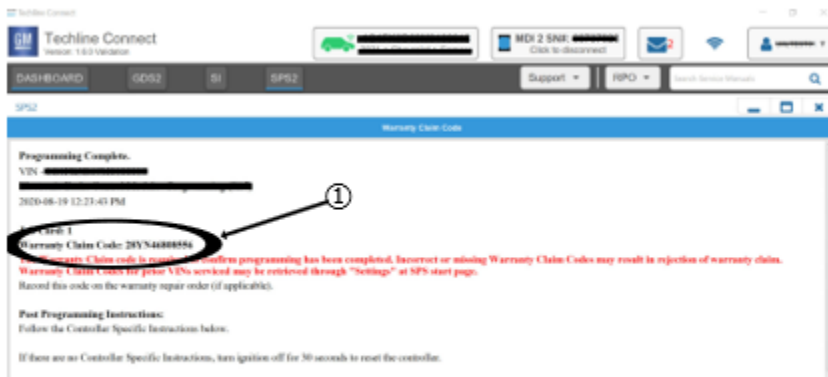 Techline Connect
GM
Techline Connect
Version: 1.6.0 Validation
MDI 2 SN#:
Click to disconnect
2
DASHBOARD GDS2 SI SPS2 Support RPO Search Service Manuals
SPS2
Warranty Claim Code
Programming Complete.
VIN -
2020-08-19 12:23:43 PM
①
1
Warranty Claim Code: 20YN46808556
Warranty Claim code is confirm programming has been completed. Incorrect or missing Warranty Claim Codes may result in rejection of warranty claim.
Warranty Claim Codes for prior VINs serviced may be retrieved through "Settings" at SPS start page.
Record this code on the warranty repair order (if applicable).
Post Programming Instructions:
Follow the Controller Specific Instructions below.
If there are no Controller Specific Instructions, turn ignition off for 30 seconds to reset the controller.